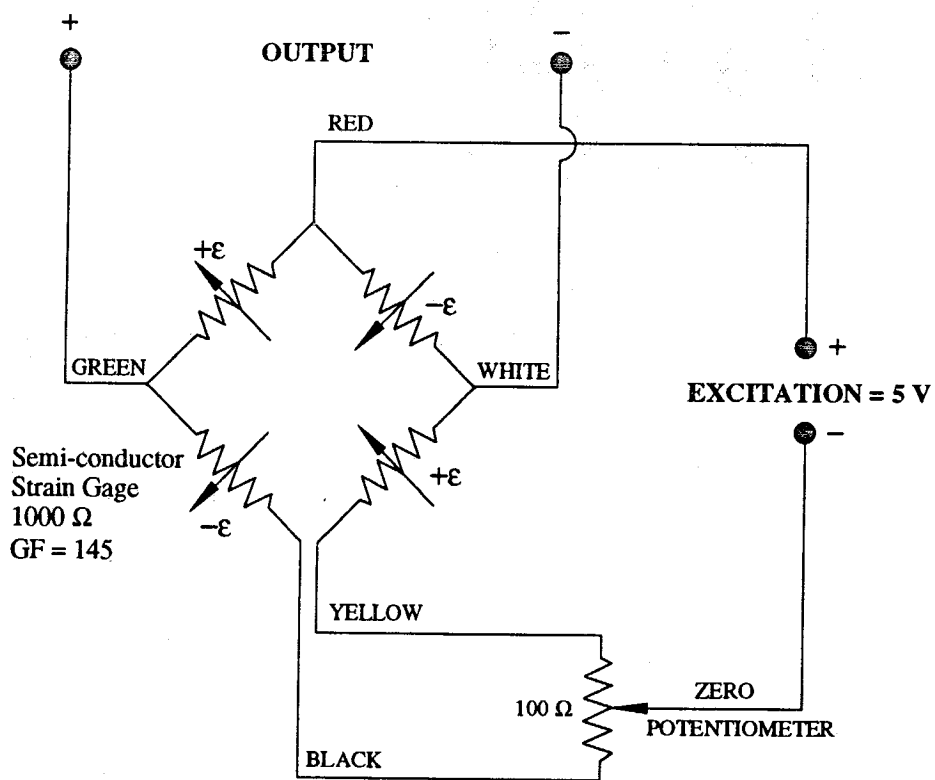 +
−
OUTPUT
RED
+ε
−ε
GREEN
WHITE
+
EXCITATION = 5 V
−
Semi-conductor
Strain Gage
1000 Ω
GF = 145
−ε
+ε
YELLOW
100 Ω
ZERO
POTENTIOMETER
BLACK